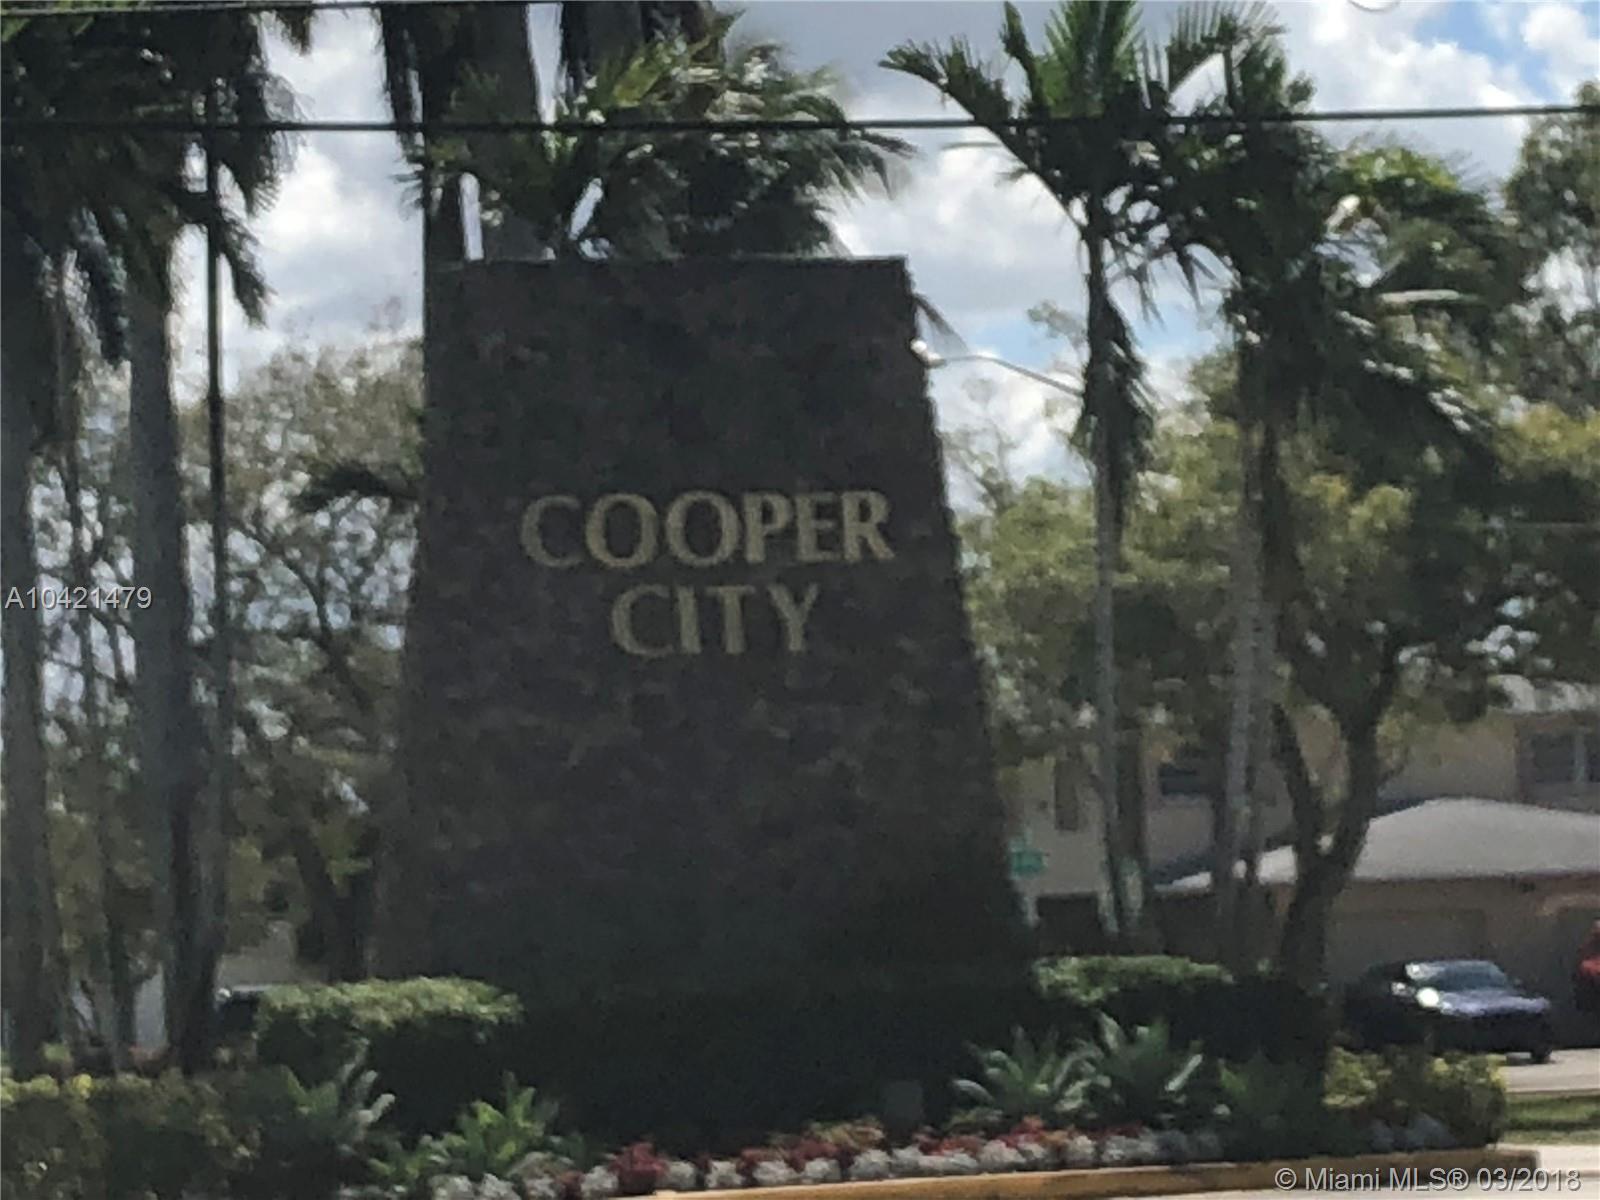 COOPER
CITY
A10421479
© Miami MLS® 03/2018